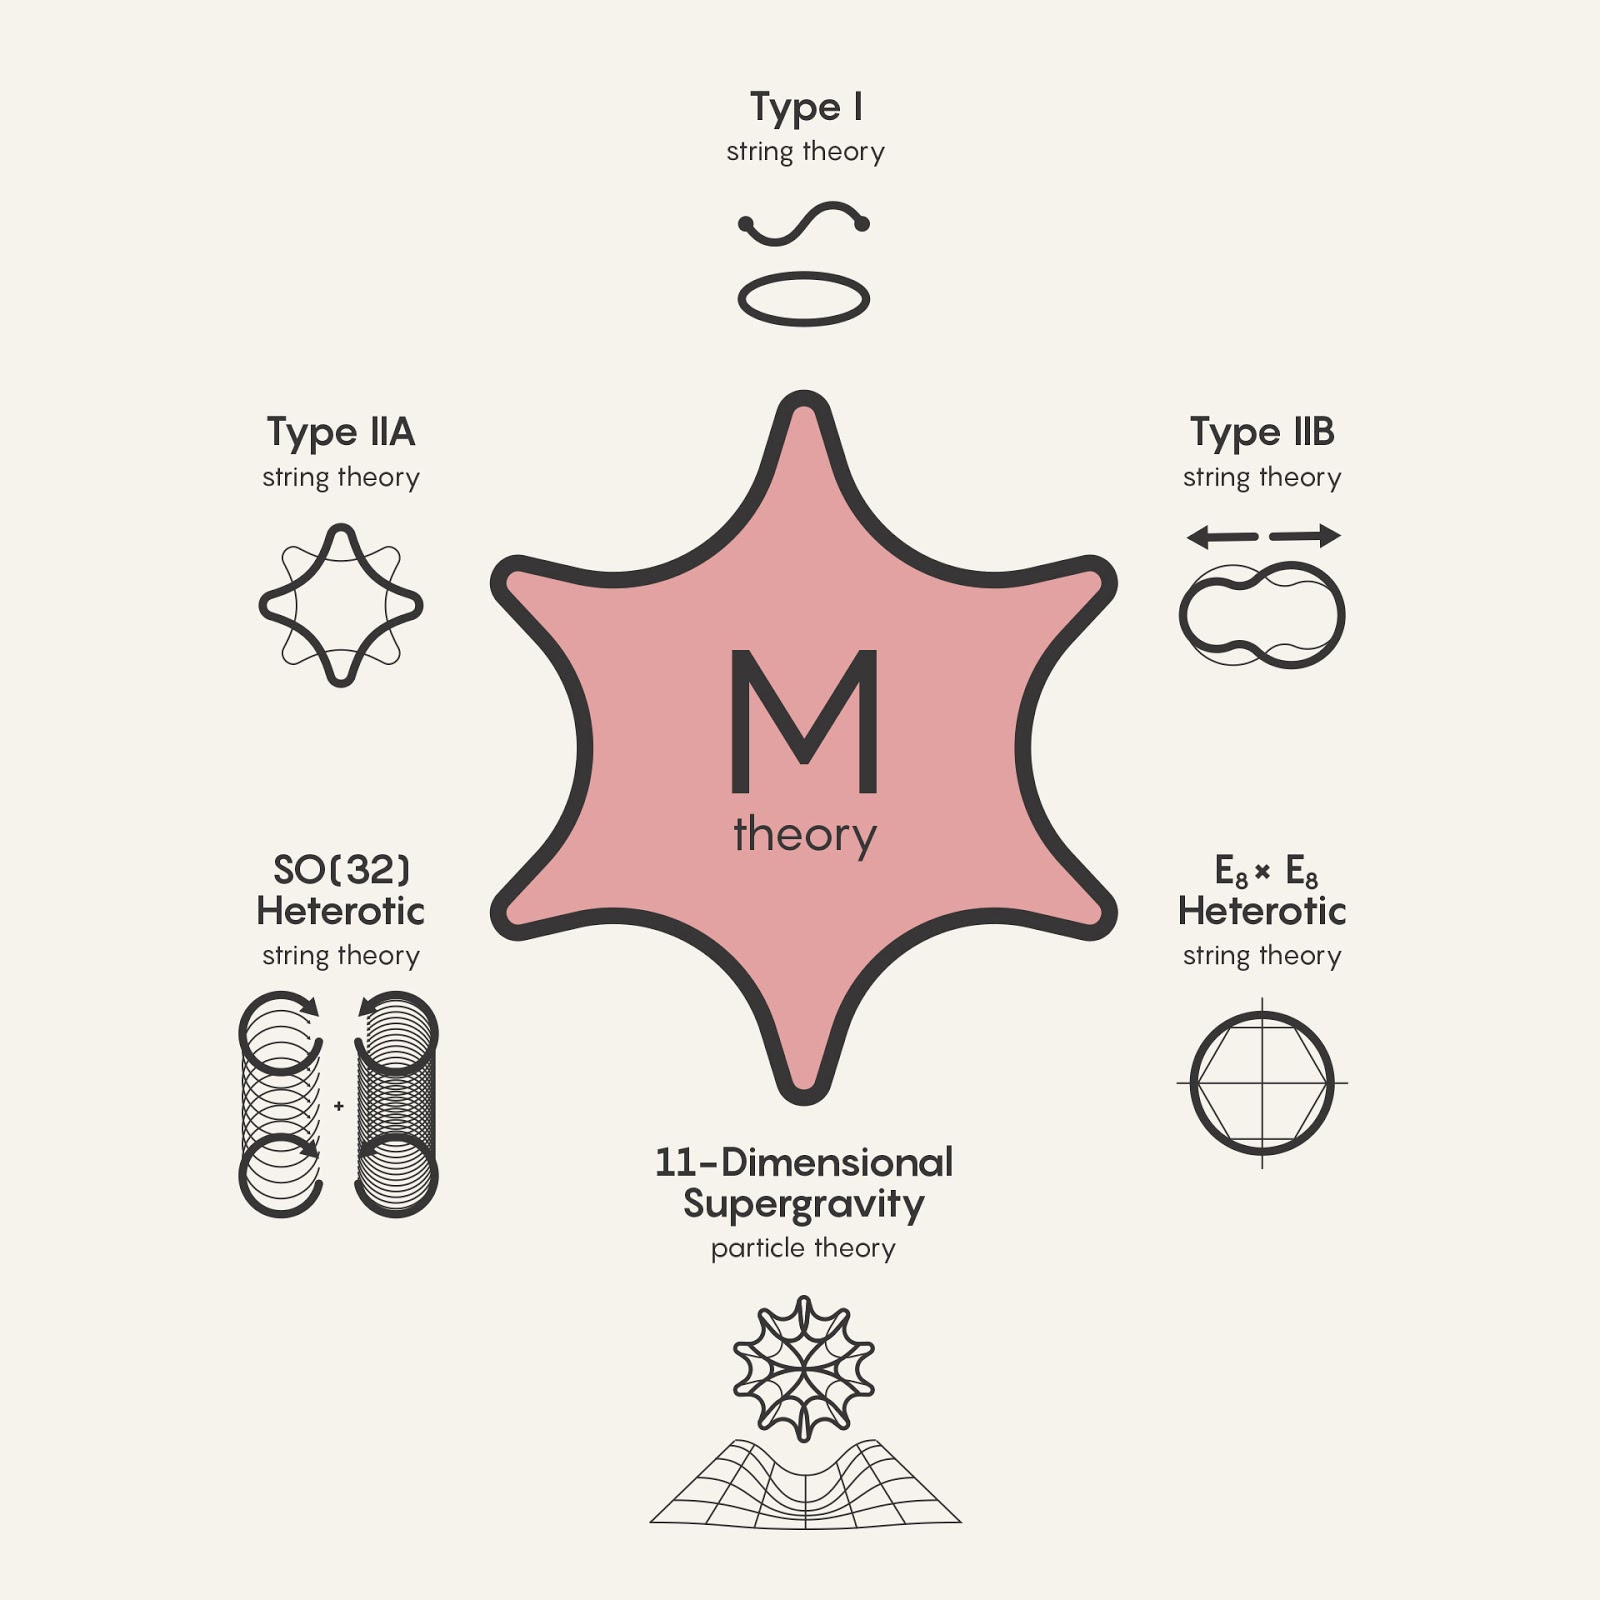 Type I
string theory
Type IIA
string theory
Type IIB
string theory
M
theory
SO(32)
Heterotic
string theory
E₈ × E₈
Heterotic
string theory
+
11-Dimensional
Supergravity
particle theory